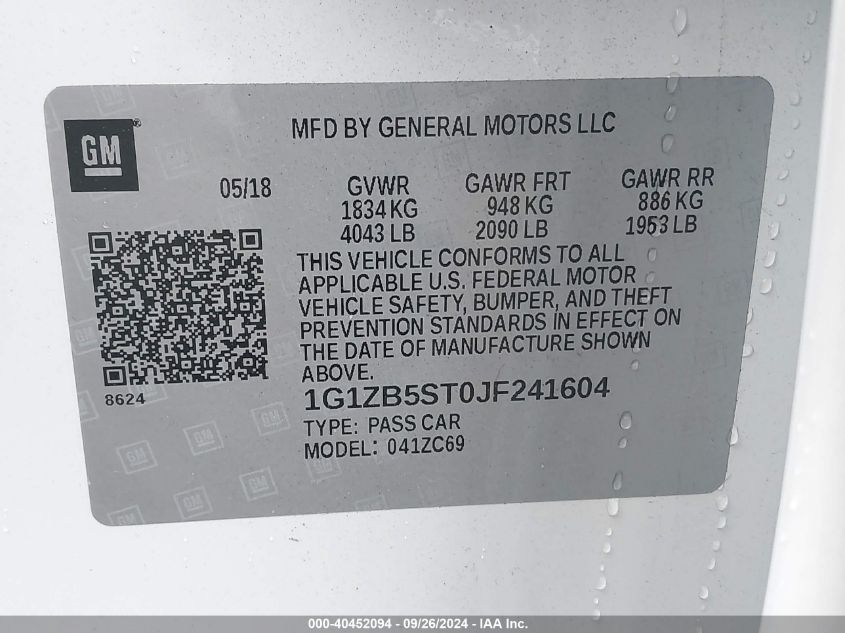 MFD BY GENERAL MOTORS LLC
GM
05/18
GVWR GAWR FRT GAWR RR
1834 KG 948 KG 886 KG
4043 LB 2090 LB 1953 LB
THIS VEHICLE CONFORMS TO ALL
APPLICABLE U.S. FEDERAL MOTOR
VEHICLE SAFETY, BUMPER, AND THEFT
PREVENTION STANDARDS IN EFFECT ON
THE DATE OF MANUFACTURE SHOWN
ABOVE.
8624
1G1ZB5ST0JF241604
TYPE: PASS CAR
MODEL: 041ZC69
000-40452094 - 09/26/2024 - IAA Inc.